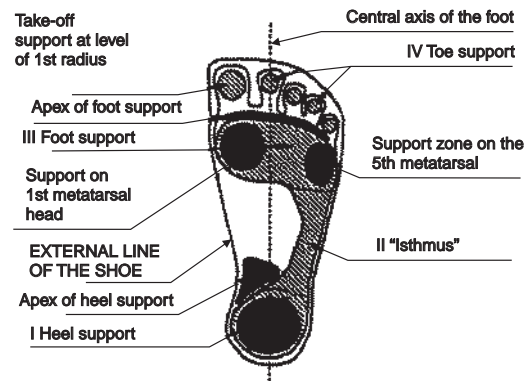 Take-off
support at level
of 1st radius
Apex of foot support
III Foot support
Support on
1st metatarsal
head
EXTERNAL LINE
OF THE SHOE
Apex of heel support
I Heel support
Central axis of the foot
IV Toe support
Support zone on the
5th metatarsal
II “Isthmus”